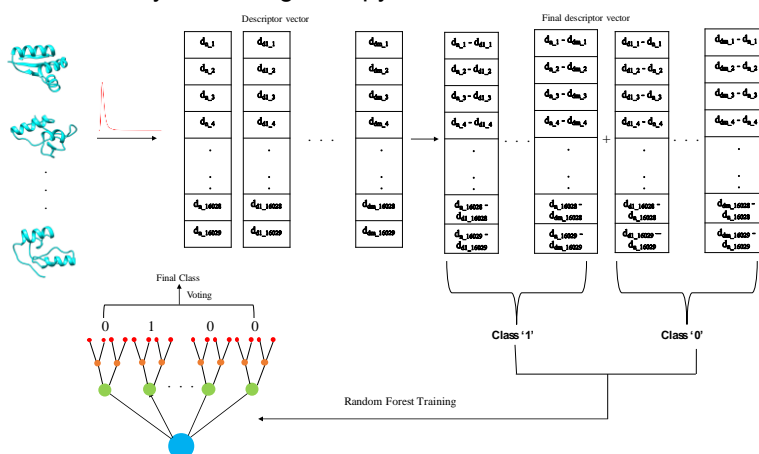 Descriptor vector
Final descriptor vector
dn_1 dd1_1 ddm_1 dn_1 - dd1_1 dn_1 - ddm_1 dd1_1 - dn_1 ddm_1 - dn_1
dn_2 dd1_2 ddm_2 dn_2 - dd1_2 dn_2 - ddm_2 dd1_2 - dn_2 ddm_2 - dn_2
dn_3 dd1_3 ddm_3 dn_3 - dd1_3 dn_3 - ddm_3 dd1_3 - dn_3 ddm_3 - dn_3
dn_4 dd1_4 ddm_4 dn_4 - dd1_4 dn_4 - ddm_4 dd1_4 - dn_4 ddm_4 - dn_4
. . . . . . +  . . .
dn_16028 dd1_16028 ddm_16028 dn_16028 - dd1_16028 dn_16028 - ddm_16028 dd1_16028 - dn_16028 ddm_16028 - dn_16028
dn_16029 dd1_16029 ddm_16029 dn_16029 - dd1_16029 dn_16029 - ddm_16029 dd1_16029 — dn_16029 ddm_16029 - dn_16029
Final Class
Voting
0 1 0 0
Class ‘1’
Class ‘0’
. . .
Random Forest Training